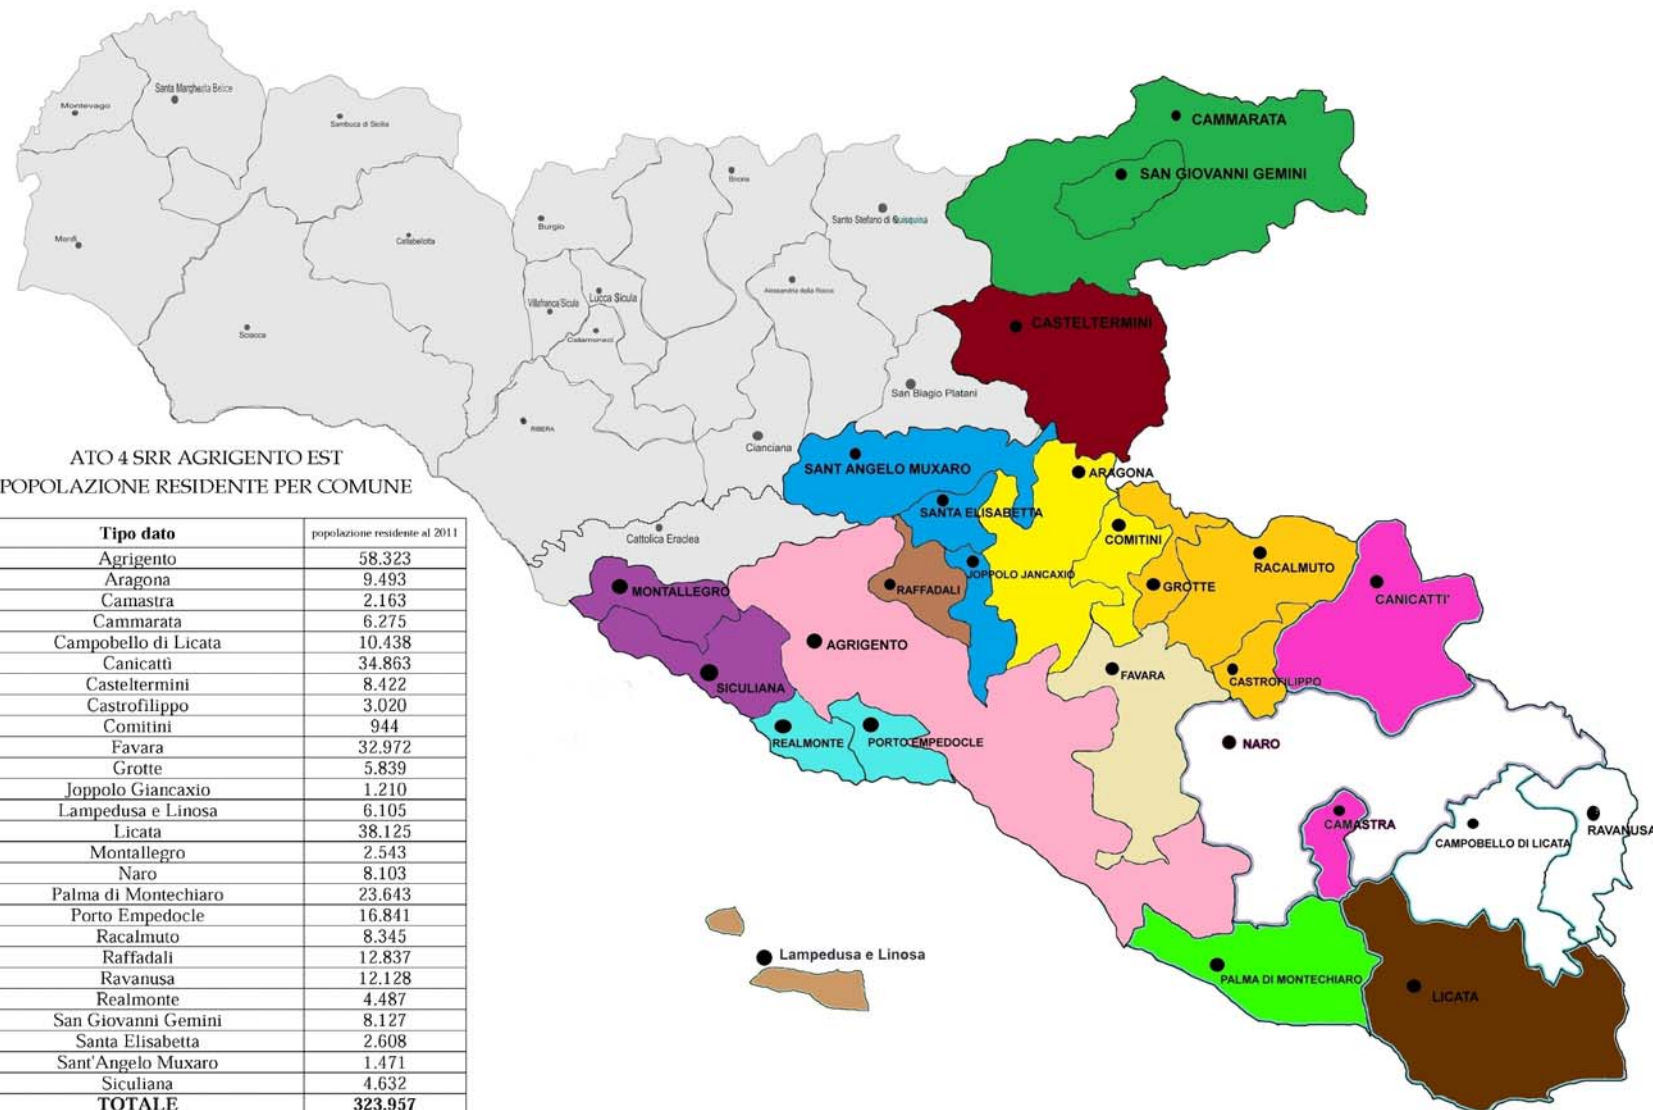 Montevago
Santa Margherita Belice
Sambuca di Sicilia
Menfi
Sciacca
Caltabellotta
Burgio
Bivona
Santo Stefano di Quisquina
Villafranca Sicula
Lucca Sicula
Calamonaci
Alessandria della Rocca
RIBERA
Cianciana
San Biagio Platani
Cattolica Eraclea
CAMMARATA
SAN GIOVANNI GEMINI
CASTELTERMINI
SANT ANGELO MUXARO
ARAGONA
SANTA ELISABETTA
COMITINI
JOPPOLO JANCAXIO
RAFFADALI
GROTTE
RACALMUTO
CANICATTI'
MONTALLEGRO
AGRIGENTO
SICULIANA
FAVARA
CASTROFILIPPO
REALMONTE
PORTO EMPEDOCLE
NARO
CAMASTRA
CAMPOBELLO DI LICATA
RAVANUSA
PALMA DI MONTECHIARO
LICATA
Lampedusa e Linosa
ATO 4 SRR AGRIGENTO EST
POPOLAZIONE RESIDENTE PER COMUNE
Tipo dato popolazione residente al 2011
Agrigento 58.323
Aragona 9.493
Camastra 2.163
Cammarata 6.275
Campobello di Licata 10.438
Canicattì 34.863
Casteltermini 8.422
Castrofilippo 3.020
Comitini 944
Favara 32.972
Grotte 5.839
Joppolo Giancaxio 1.210
Lampedusa e Linosa 6.105
Licata 38.125
Montallegro 2.543
Naro 8.103
Palma di Montechiaro 23.643
Porto Empedocle 16.841
Racalmuto 8.345
Raffadali 12.837
Ravanusa 12.128
Realmonte 4.487
San Giovanni Gemini 8.127
Santa Elisabetta 2.608
Sant'Angelo Muxaro 1.471
Siculiana 4.632
TOTALE 323.957